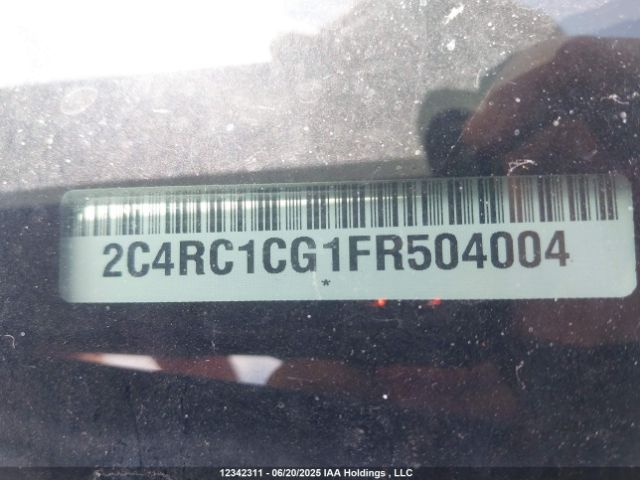 2C4RC1CG1FR504004
*
12342311 - 06/20/2025 IAA Holdings , LLC